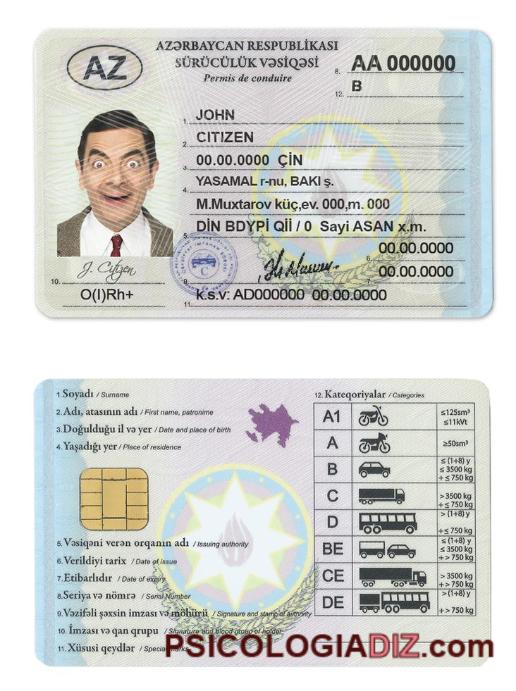 AZƏRBAYCAN RESPUBLİKASI
SÜRÜCÜLÜK VƏSİQƏSİ
Permis de conduire
AZ
8. AA 000000
12. B
1. JOHN
2. CITIZEN
3. 00.00.0000 ÇİN
4. YASAMAL r-nu, BAKI ş.
M.Muxtarov küç,ev. 000,m. 000
5. DİN BDYPİ Qİİ / 0 Sayi ASAN x.m.
6. 00.00.0000
7. 00.00.0000
J. Citizen
10. O(I)Rh+
9.
11. k.s.v: AD000000 00.00.0000
1. Soyadı / Surname
2. Adı, atasının adı / First name, patronime
3. Doğulduğu il və yer / Date and place of birth
4. Yaşadığı yer / Place of residence
5. Vəsiqəni verən orqanın adı / Issuing authority
6. Verildiyi tarix / Date of issue
7. Etibarlıdır / Date of expiry
8. Seriya və nömrə / Serial Number
9. Vəzifəli şəxsin imzası və möhürü / Signature and stamp of authority
10. İmzası və qan qrupu / Signature and blood group of holder
11. Xüsusi qeydlər / Special marks
12. Kateqoriyalar / Categories
A1 ≤125sm³ ≤11kVt
A ≥50sm³
B ≤ (1+8) y ≤ 3500 kg + ≤ 750 kg
C > 3500 kg + ≤ 750 kg
D > (1+8) y + ≤ 750 kg
BE ≤ (1+8) y ≤ 3500 kg + > 750 kg
CE > 3500 kg + > 750 kg
DE > (1+8) y + > 750 kg
PSICOLOGIADIZ.com